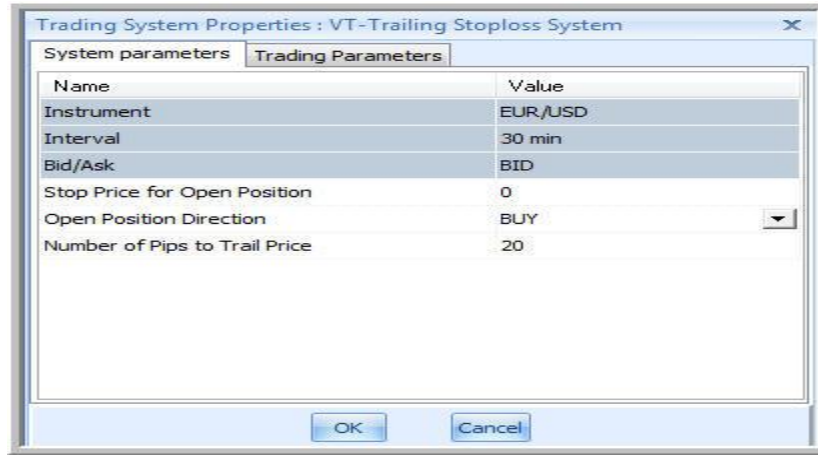 Trading System Properties : VT-Trailing Stoploss System
System parameters Trading Parameters
Name Value
Instrument EUR/USD
Interval 30 min
Bid/Ask BID
Stop Price for Open Position 0
Open Position Direction BUY
Number of Pips to Trail Price 20
OK Cancel